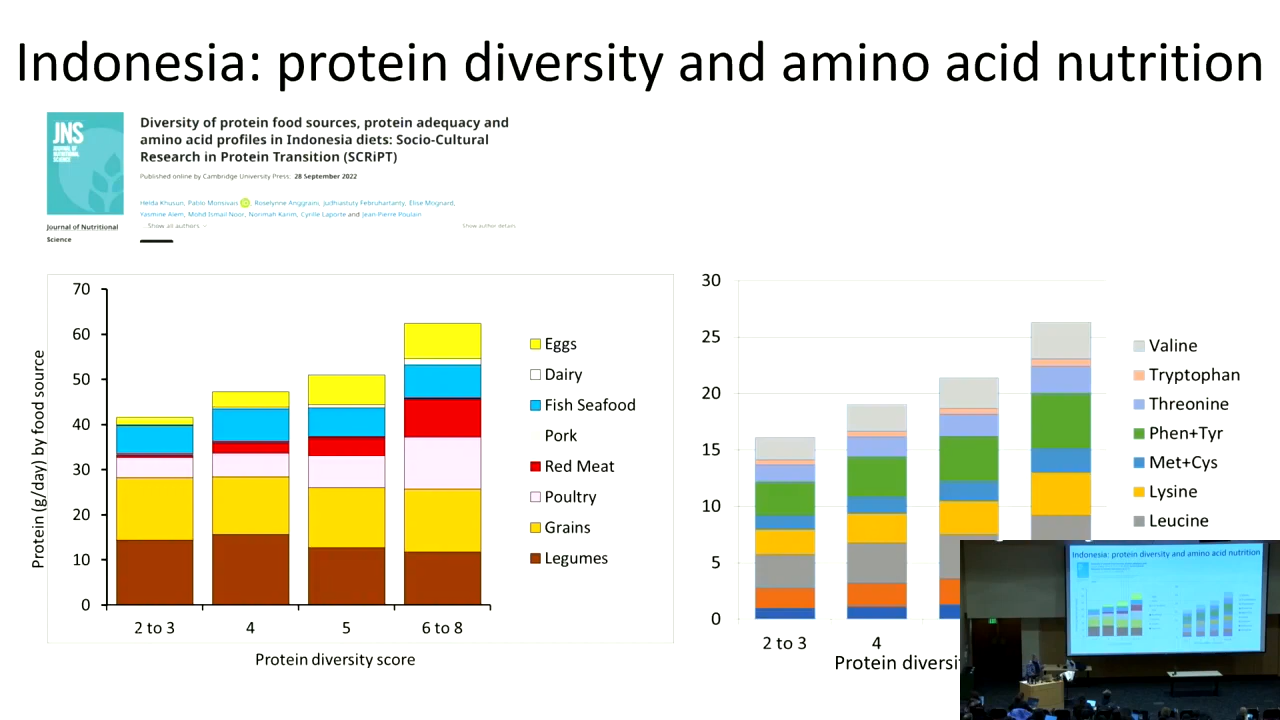 Indonesia: protein diversity and amino acid nutrition
JNS
JOURNAL OF
NUTRITIONAL
SCIENCE
Diversity of protein food sources, protein adequacy and
amino acid profiles in Indonesia diets: Socio-Cultural
Research in Protein Transition (SCRiPT)
Published online by Cambridge University Press: 28 September 2022
Helda Khusun, Pablo Monsivais, Roselynne Anggraini, Judhiastuty Februhartanty, Elise Mognard,
Yasmine Alem, Mohd Ismail Noor, Norimah Karim, Cyrille Laporte and Jean-Pierre Poulain
Show all authors
Show author details
Journal of Nutritional
Science
Protein (g/day) by food source
70
60
50
40
30
20
10
0
2 to 3
4
5
6 to 8
Protein diversity score
Eggs
Dairy
Fish Seafood
Pork
Red Meat
Poultry
Grains
Legumes
30
25
20
15
10
5
0
2 to 3
4
Protein diversi
Valine
Tryptophan
Threonine
Phen+Tyr
Met+Cys
Lysine
Leucine
Indonesia: protein diversity and amino acid nutrition